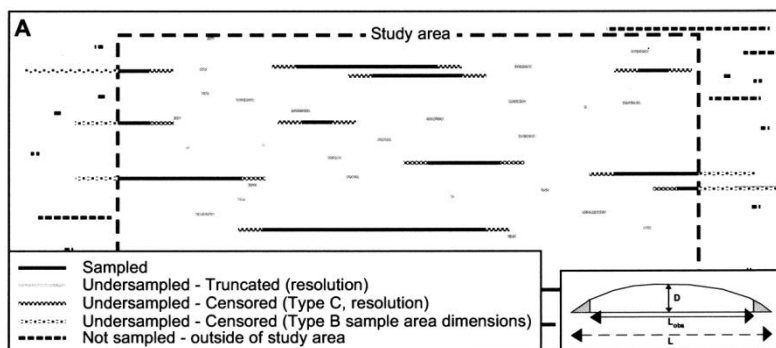 A
Study area
Sampled
Undersampled - Truncated (resolution)
Undersampled - Censored (Type C, resolution)
Undersampled - Censored (Type B sample area dimensions)
Not sampled - outside of study area
D
Lobs
L